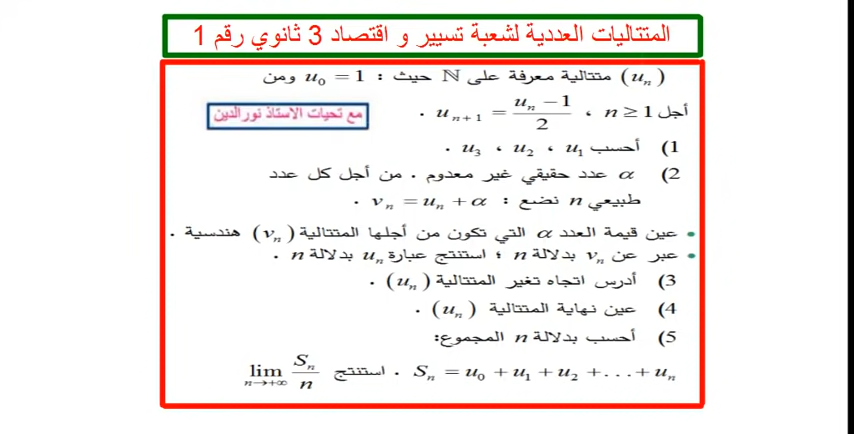 المتتاليات العددية لشعبة تسيير و اقتصاد 3 ثانوي رقم 1
(uₙ) متتالية معرفة على ℕ حيث : u₀ = 1 ومن
أجل n ≥ 1 ، uₙ₊₁ = (uₙ − 1)/2 .
مع تحيات الاستاذ نورالدين
1) أحسب u₁ ، u₂ ، u₃ .
2) α عدد حقيقي غير معدوم . من أجل كل عدد
طبيعي n نضع : vₙ = uₙ + α .
• عين قيمة العدد α التي تكون من أجلها المتتالية (vₙ) هندسية .
• عبر عن vₙ بدلالة n ؛ استنتج عبارة uₙ بدلالة n .
3) أدرس اتجاه تغير المتتالية (uₙ) .
4) عين نهاية المتتالية (uₙ) .
5) أحسب بدلالة n المجموع:
Sₙ = u₀ + u₁ + u₂ + ... + uₙ . استنتج lim n→+∞ Sₙ/n